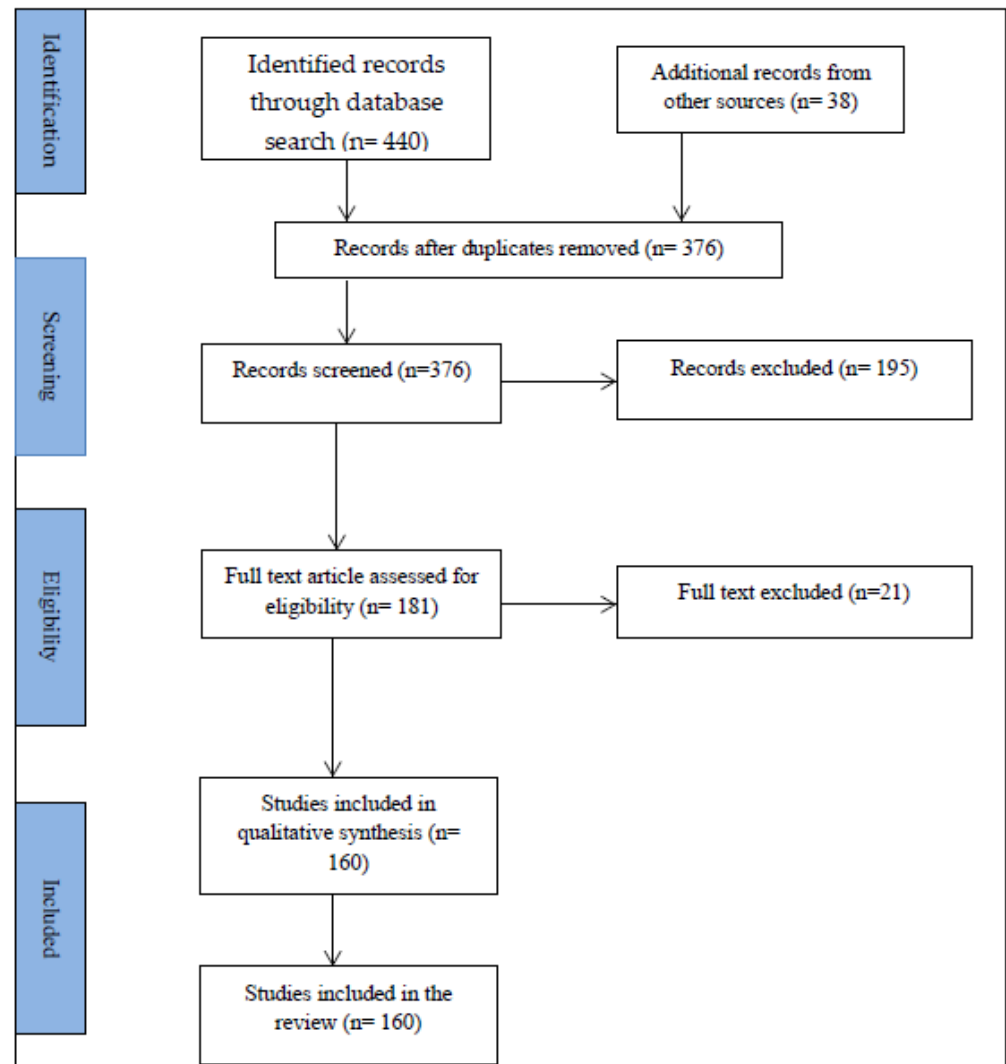 Identification
Identified records
through database
search (n= 440)
Additional records from
other sources (n= 38)
Records after duplicates removed (n= 376)
Screening
Records screened (n=376)
Records excluded (n= 195)
Eligibility
Full text article assessed for
eligibility (n= 181)
Full text excluded (n=21)
Included
Studies included in
qualitative synthesis (n=
160)
Studies included in the
review (n= 160)